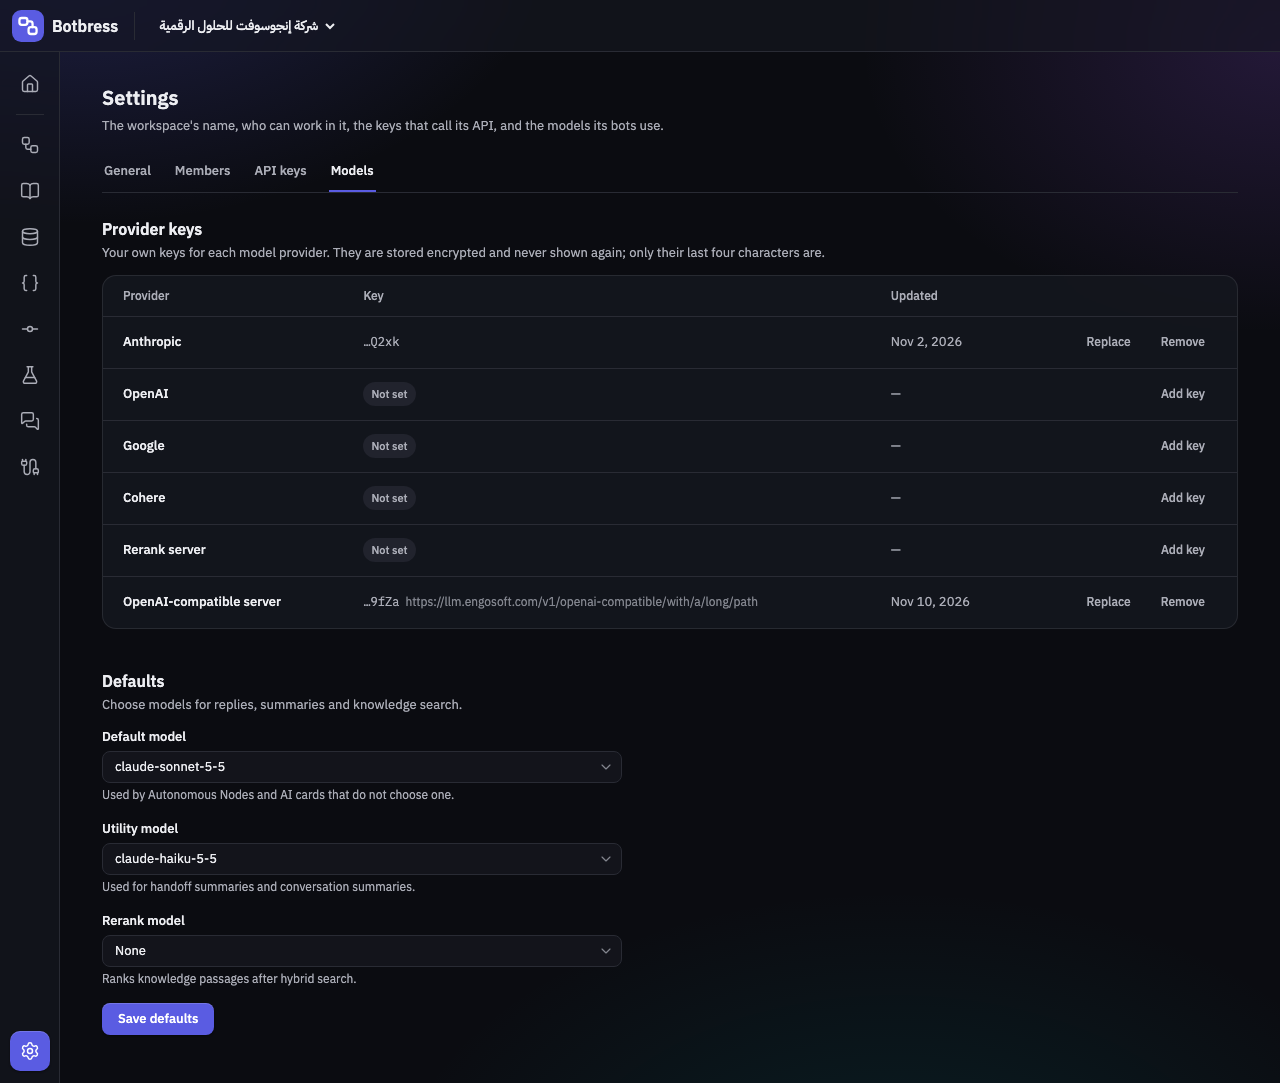 Botbress
شركة إنجوسوفت للحلول الرقمية
Settings
The workspace's name, who can work in it, the keys that call its API, and the models its bots use.
General Members API keys Models
Provider keys
Your own keys for each model provider. They are stored encrypted and never shown again; only their last four characters are.
Provider Key Updated
Anthropic …Q2xk Nov 2, 2026 Replace Remove
OpenAI Not set — Add key
Google Not set — Add key
Cohere Not set — Add key
Rerank server Not set — Add key
OpenAI-compatible server …9fZa https://llm.engosoft.com/v1/openai-compatible/with/a/long/path Nov 10, 2026 Replace Remove
Defaults
Choose models for replies, summaries and knowledge search.
Default model
claude-sonnet-5-5
Used by Autonomous Nodes and AI cards that do not choose one.
Utility model
claude-haiku-5-5
Used for handoff summaries and conversation summaries.
Rerank model
None
Ranks knowledge passages after hybrid search.
Save defaults